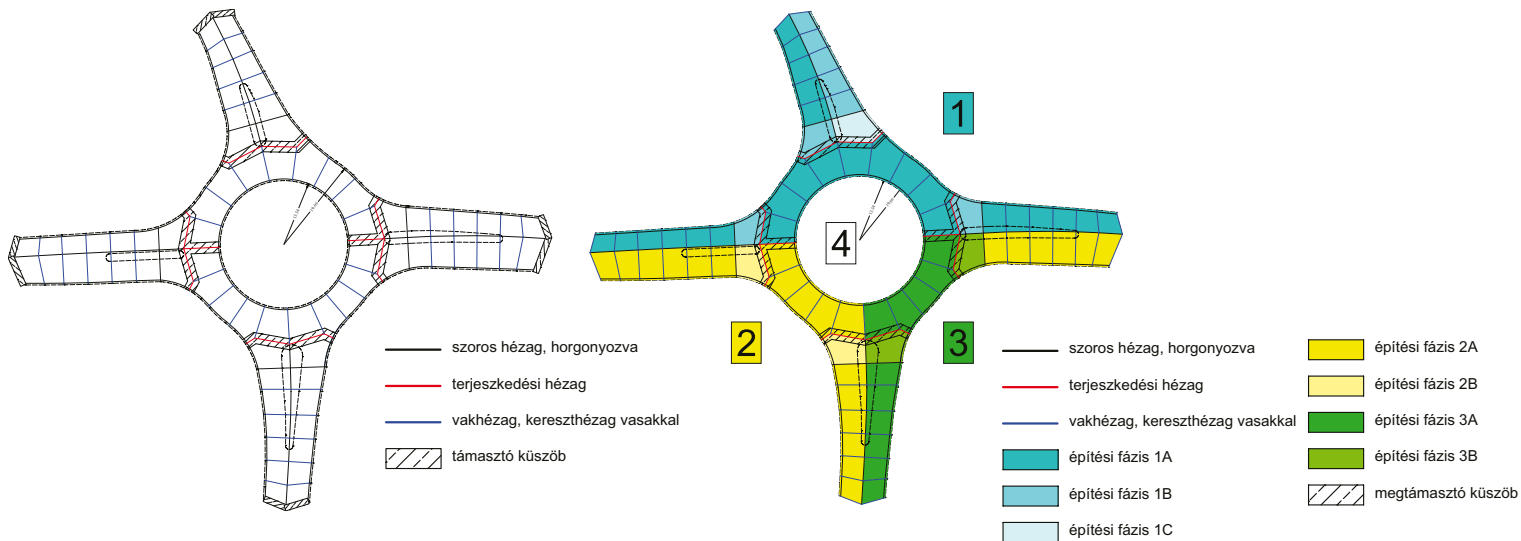 1
4
2
3
szoros hézag, horgonyozva
terjeszkedési hézag
vakhézag, kereszthézag vasakkal
támasztó küszöb
szoros hézag, horgonyozva
terjeszkedési hézag
vakhézag, kereszthézag vasakkal
építési fázis 1A
építési fázis 1B
építési fázis 1C
építési fázis 2A
építési fázis 2B
építési fázis 3A
építési fázis 3B
megtámasztó küszöb